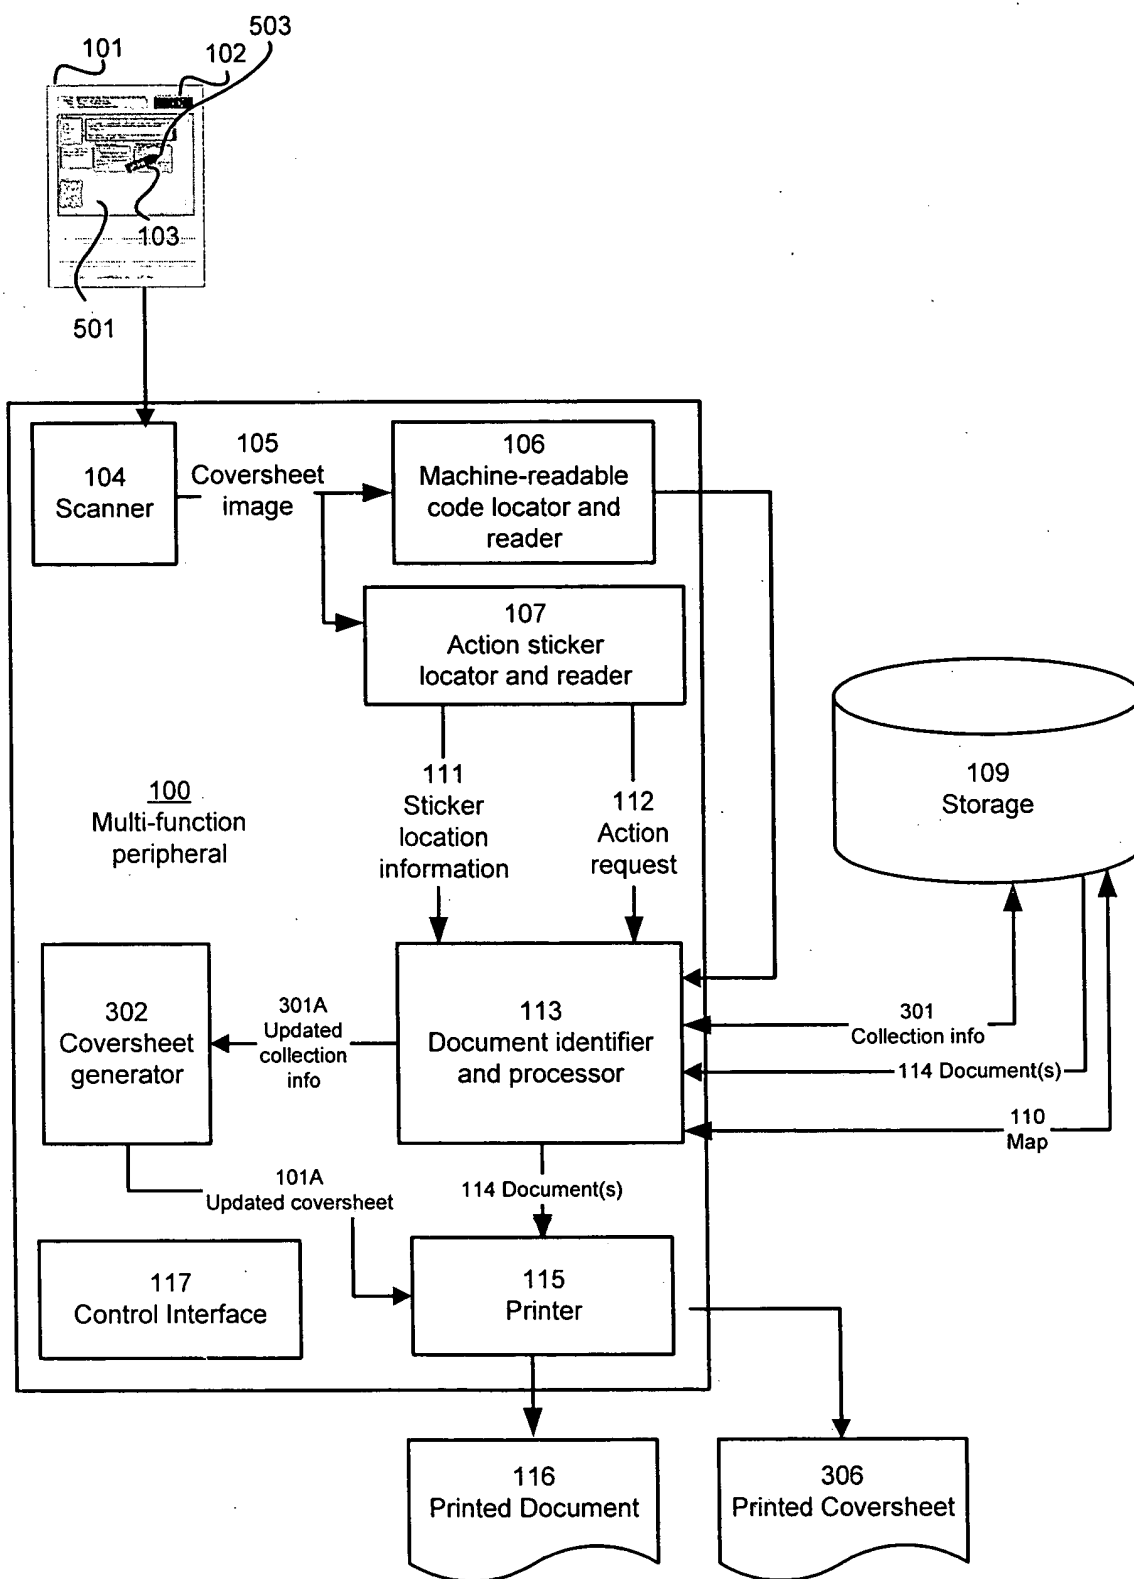 503
101
102
103
501
104
Scanner
105
Coversheet
image
106
Machine-readable
code locator and
reader
107
Action sticker
locator and reader
111
Sticker
location
information
112
Action
request
100
Multi-function
peripheral
109
Storage
302
Coversheet
generator
301A
Updated
collection
info
113
Document identifier
and processor
301
Collection info
114 Document(s)
110
Map
101A
Updated coversheet
114 Document(s)
117
Control Interface
115
Printer
116
Printed Document
306
Printed Coversheet